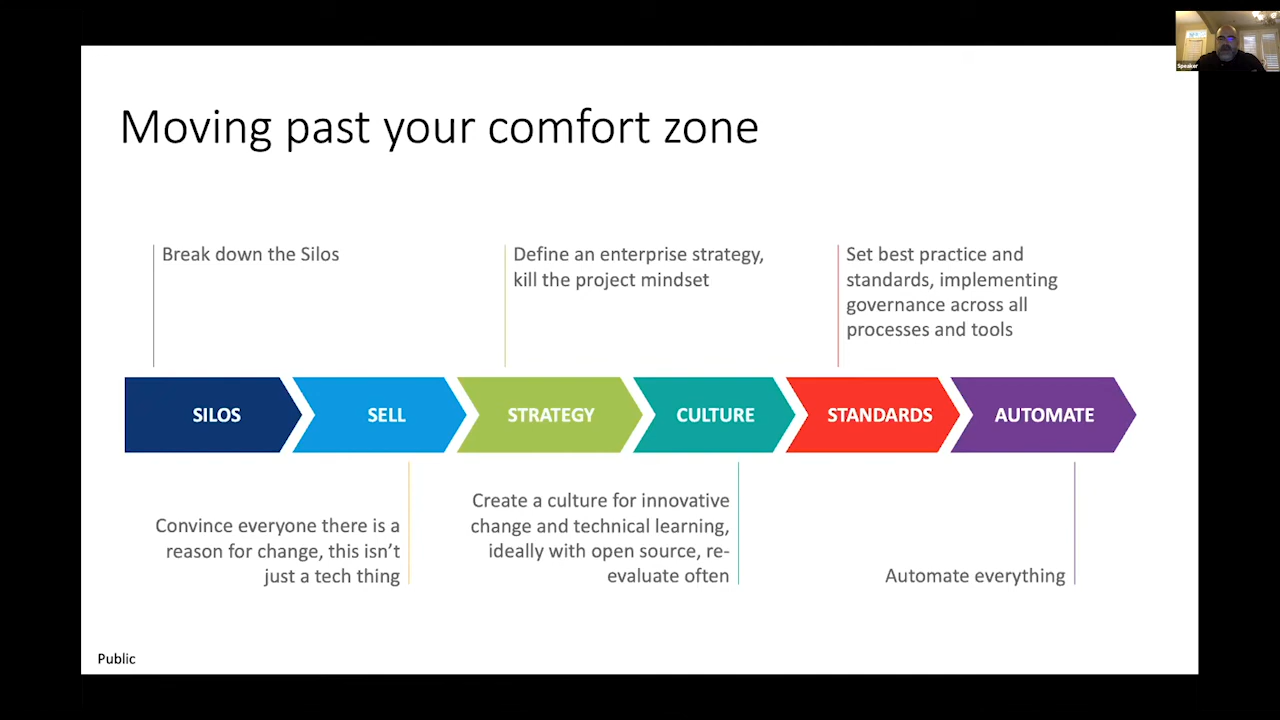 Speaker
Moving past your comfort zone
Break down the Silos
Define an enterprise strategy,
kill the project mindset
Set best practice and
standards, implementing
governance across all
processes and tools
SILOS
SELL
STRATEGY
CULTURE
STANDARDS
AUTOMATE
Convince everyone there is a
reason for change, this isn’t
just a tech thing
Create a culture for innovative
change and technical learning,
ideally with open source, re-
evaluate often
Automate everything
Public